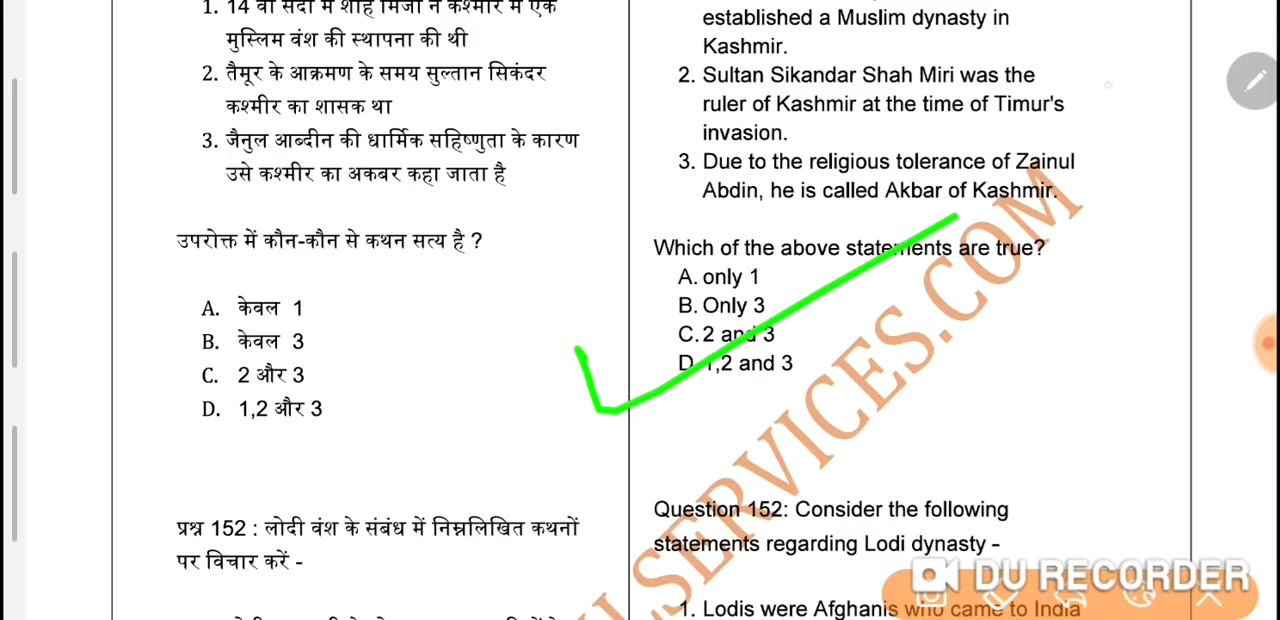 1. 14 वी सदी में शाह मिर्जा ने कश्मीर में एक
मुस्लिम वंश की स्थापना की थी
2. तैमूर के आक्रमण के समय सुल्तान सिकंदर
कश्मीर का शासक था
3. जैनुल आब्दीन की धार्मिक सहिष्णुता के कारण
उसे कश्मीर का अकबर कहा जाता है
उपरोक्त में कौन-कौन से कथन सत्य है ?
A. केवल 1
B. केवल 3
C. 2 और 3
D. 1,2 और 3
प्रश्न 152 : लोदी वंश के संबंध में निम्नलिखित कथनों
पर विचार करें -
established a Muslim dynasty in
Kashmir.
2. Sultan Sikandar Shah Miri was the
ruler of Kashmir at the time of Timur's
invasion.
3. Due to the religious tolerance of Zainul
Abdin, he is called Akbar of Kashmir.
Which of the above statements are true?
A. only 1
B. Only 3
C. 2 and 3
D. 1,2 and 3
Question 152: Consider the following
statements regarding Lodi dynasty -
1. Lodis were Afghanis who came to India
SERVICES.COM
DU RECORDER